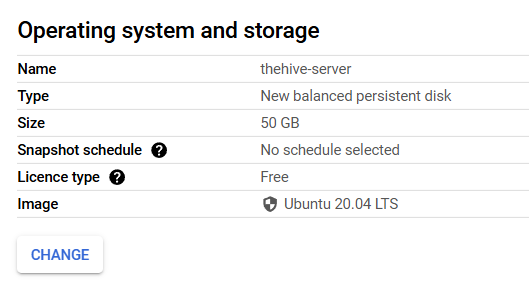 Operating system and storage
Name thehive-server
Type New balanced persistent disk
Size 50 GB
Snapshot schedule ? No schedule selected
Licence type ? Free
Image Ubuntu 20.04 LTS
CHANGE